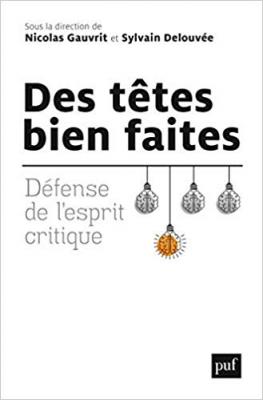 Sous la direction de
Nicolas Gauvrit et Sylvain Delouvée
Des têtes
bien faites
Défense
de l'esprit
critique
puf